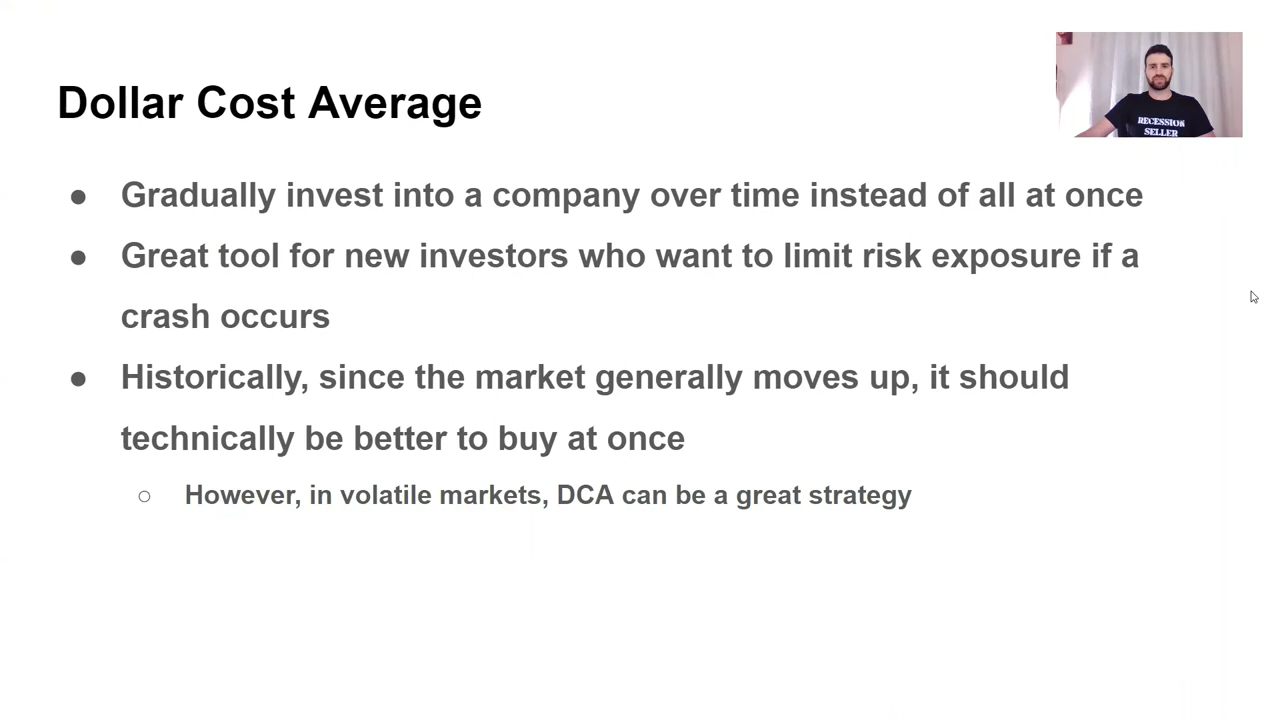 Dollar Cost Average
RECESSION
SELLER
● Gradually invest into a company over time instead of all at once
● Great tool for new investors who want to limit risk exposure if a
crash occurs
● Historically, since the market generally moves up, it should
technically be better to buy at once
○ However, in volatile markets, DCA can be a great strategy